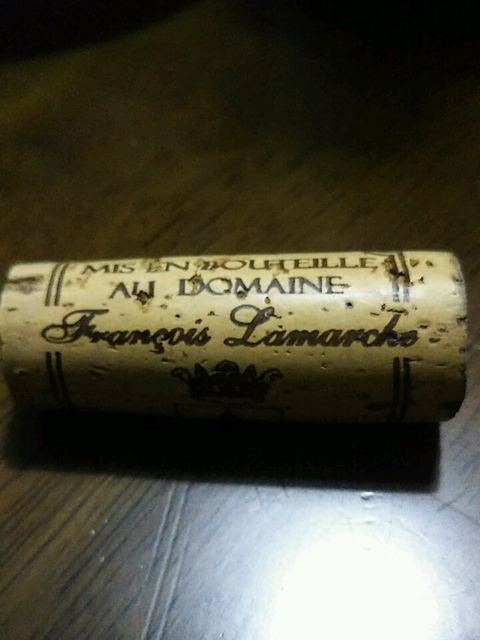 MIS EN BOUTEILLE
AU DOMAINE
François Lamarche